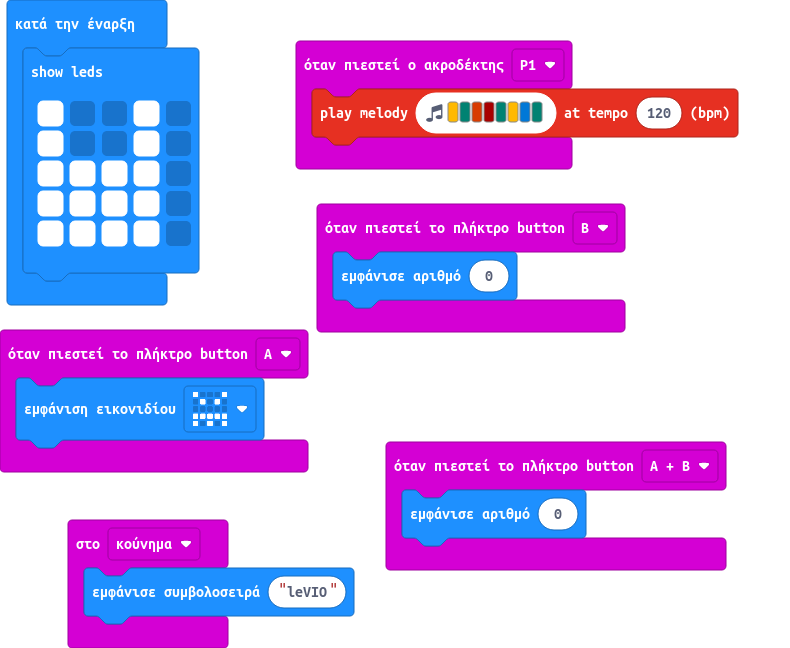 κατά την έναρξη
show leds
όταν πιεστεί ο ακροδέκτης P1
play melody at tempo 120 (bpm)
όταν πιεστεί το πλήκτρο button B
εμφάνισε αριθμό 0
όταν πιεστεί το πλήκτρο button A
εμφάνιση εικονιδίου
όταν πιεστεί το πλήκτρο button A + B
εμφάνισε αριθμό 0
στο κούνημα
εμφάνισε συμβολοσειρά "leVIO"